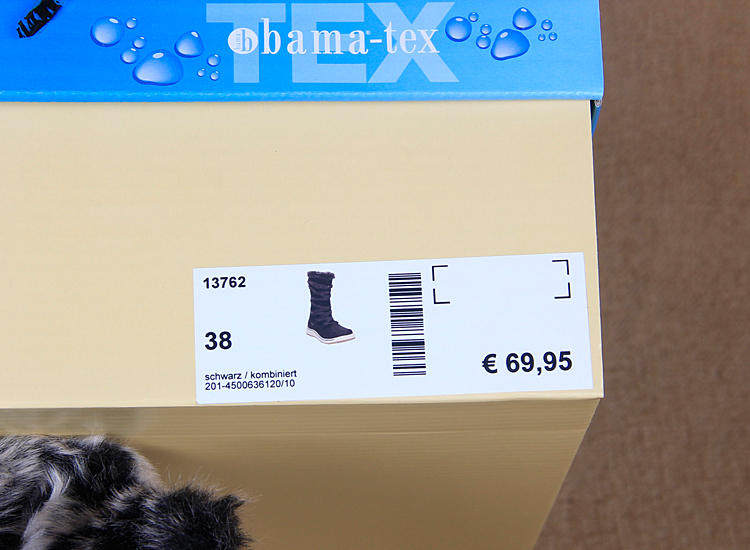 TEX
bama-tex
13762
38
schwarz / kombiniert
201-4500636120/10
€ 69,95